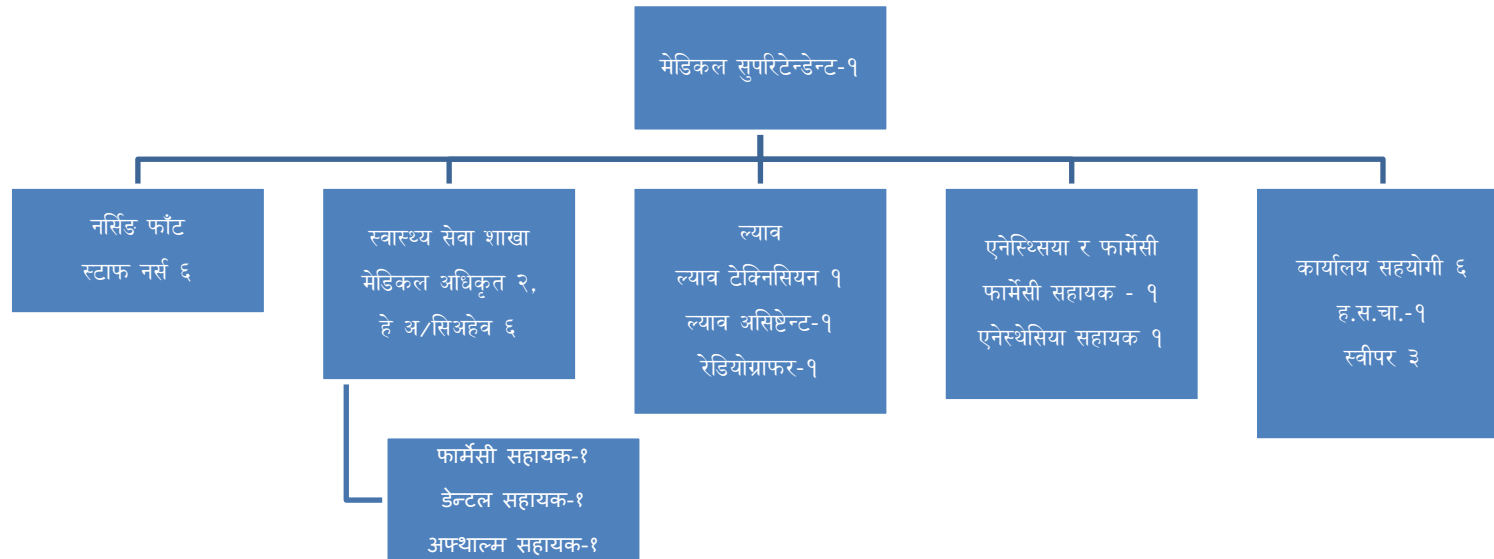 मेडिकल सुपरिटेन्डेन्ट-१
नर्सिङ फाँट
स्टाफ नर्स ६
स्वास्थ्य सेवा शाखा
मेडिकल अधिकृत २,
हे अ/सिअहेव ६
ल्याव
ल्याव टेक्निसियन १
ल्याव असिष्टेन्ट-१
रेडियोग्राफर-१
एनेस्थ्सिया र फार्मेसी
फार्मेसी सहायक - १
एनेस्थेसिया सहायक १
कार्यालय सहयोगी ६
ह.स.चा.-१
स्वीपर ३
फार्मेसी सहायक-१
डेन्टल सहायक-१
अफ्थाल्म सहायक-१